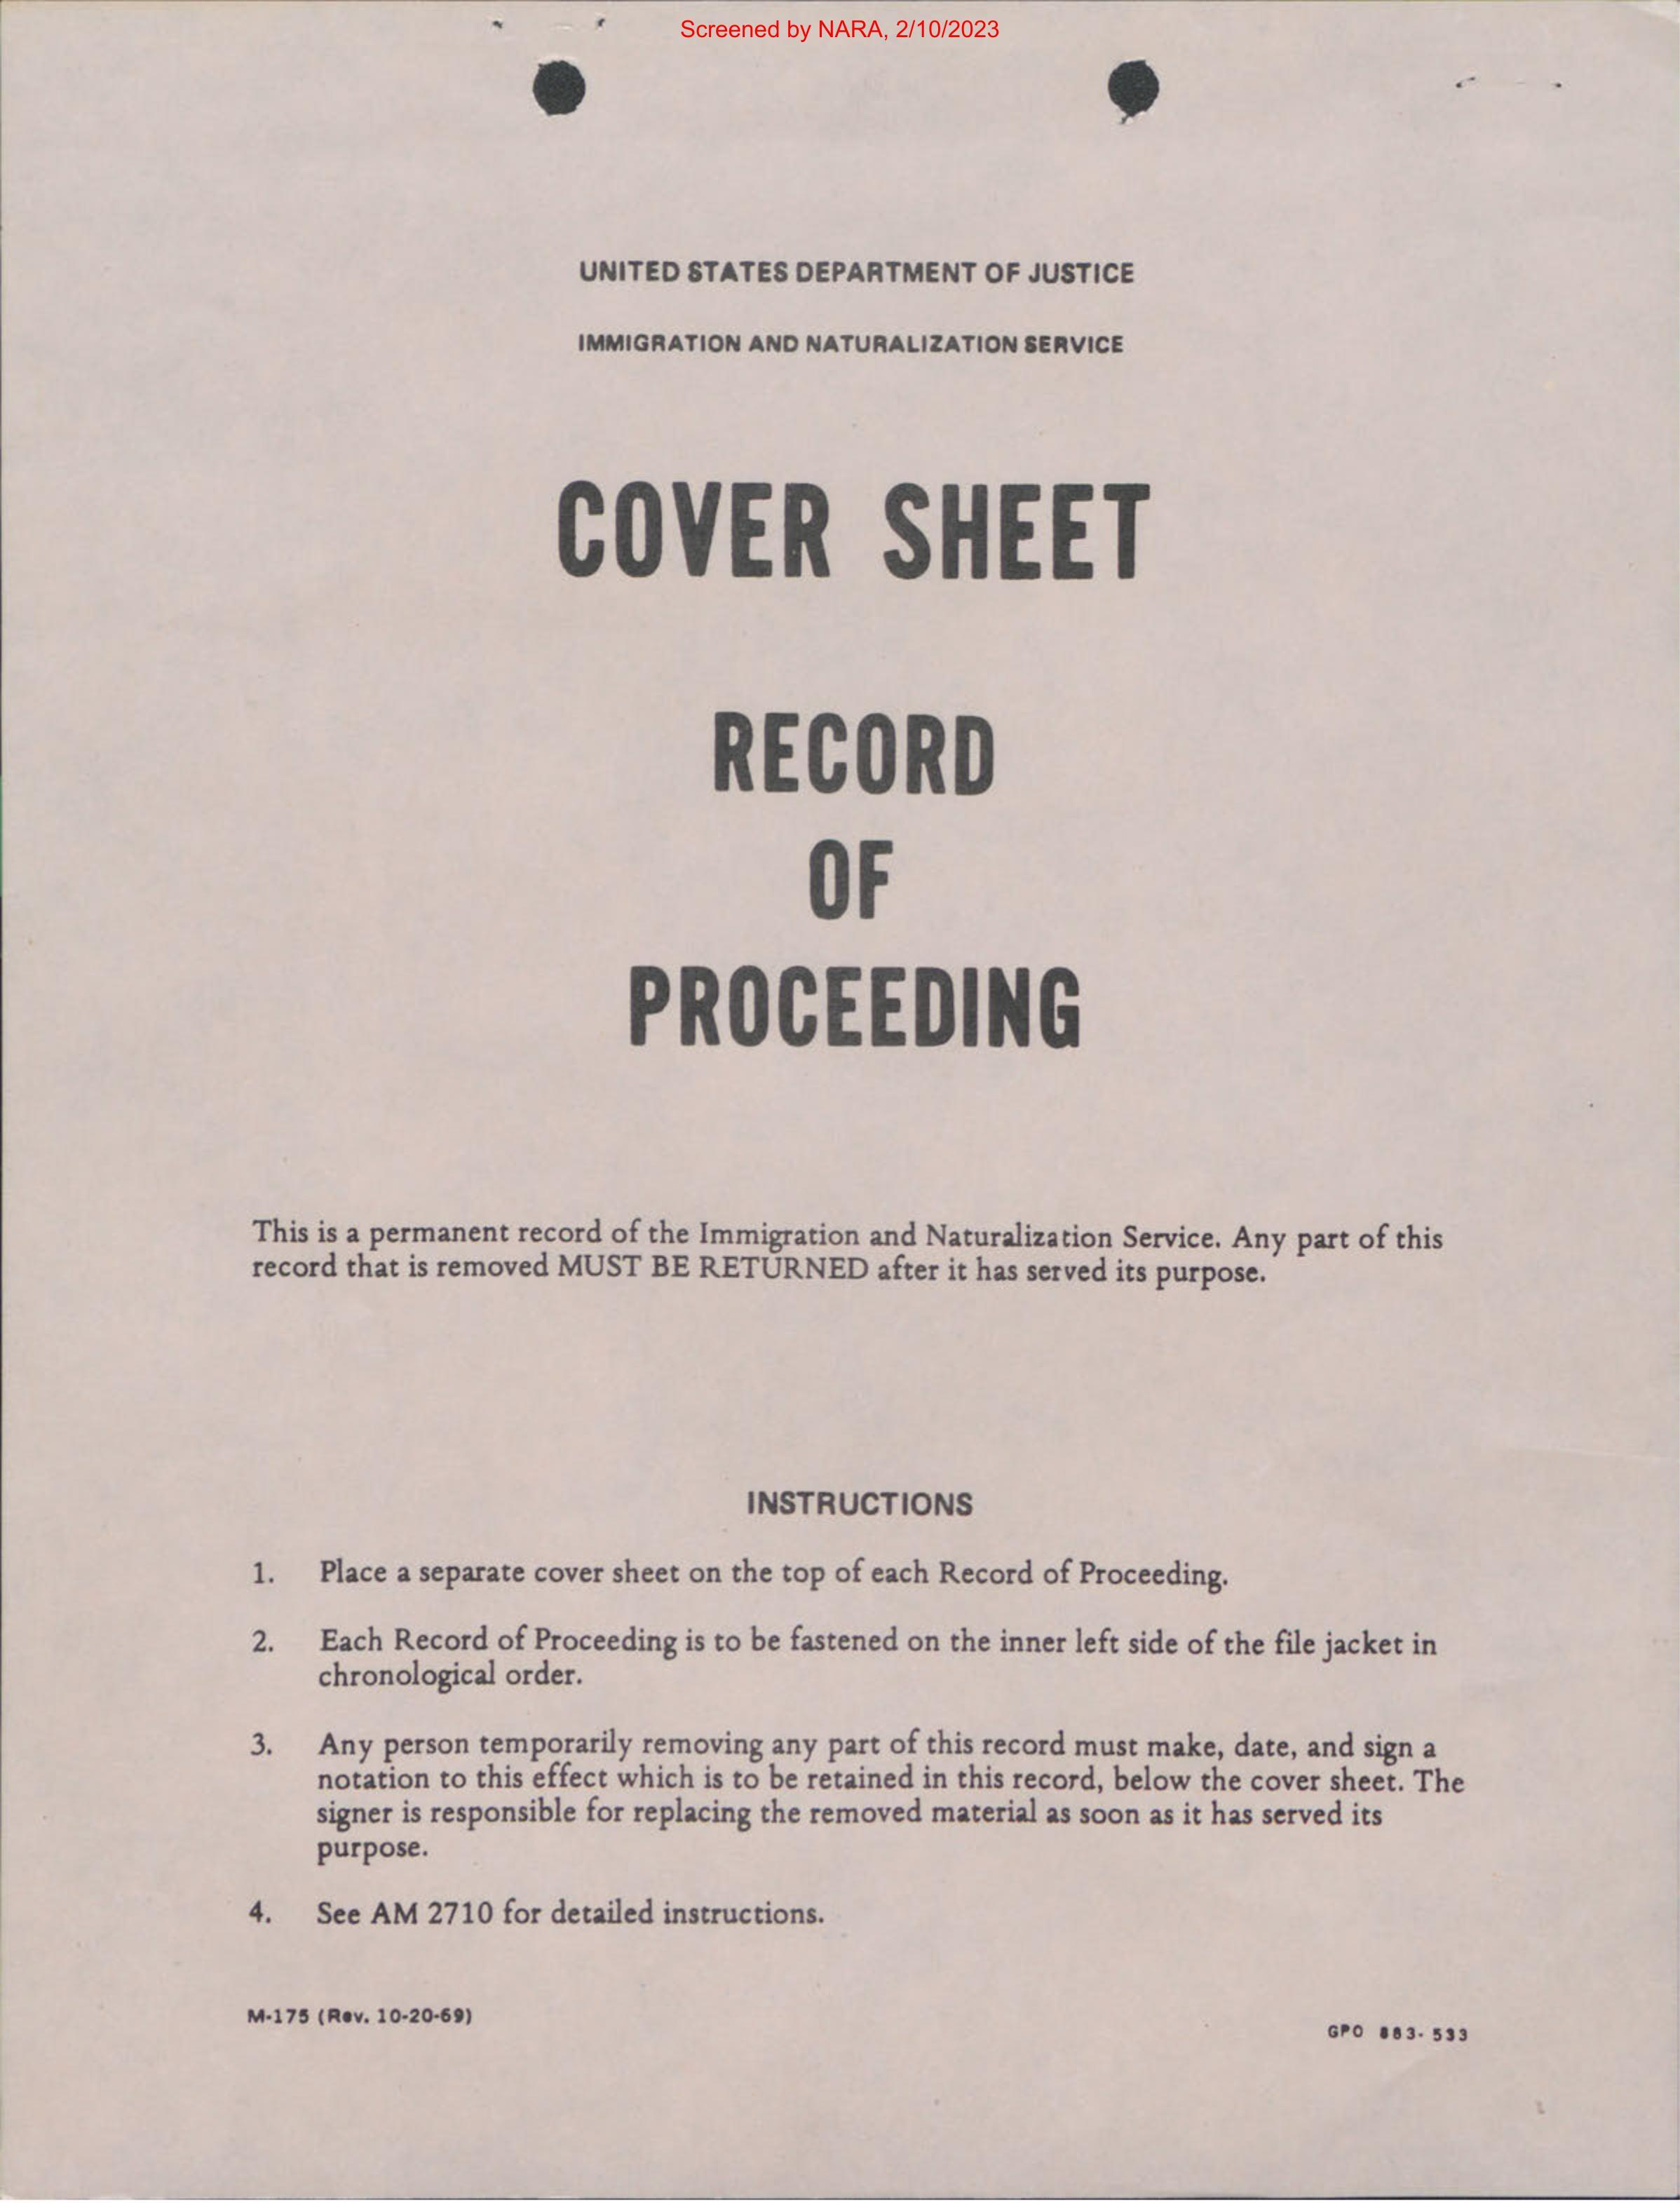 Screened by NARA, 2/10/2023
UNITED STATES DEPARTMENT OF JUSTICE
IMMIGRATION AND NATURALIZATION SERVICE
COVER SHEET
RECORD
OF
PROCEEDING
This is a permanent record of the Immigration and Naturalization Service. Any part of this
record that is removed MUST BE RETURNED after it has served its purpose.
INSTRUCTIONS
1. Place a separate cover sheet on the top of each Record of Proceeding.
2. Each Record of Proceeding is to be fastened on the inner left side of the file jacket in
chronological order.
3. Any person temporarily removing any part of this record must make, date, and sign a
notation to this effect which is to be retained in this record, below the cover sheet. The
signer is responsible for replacing the removed material as soon as it has served its
purpose.
4. See AM 2710 for detailed instructions.
M-175 (Rev. 10-20-69)
GPO 883-533